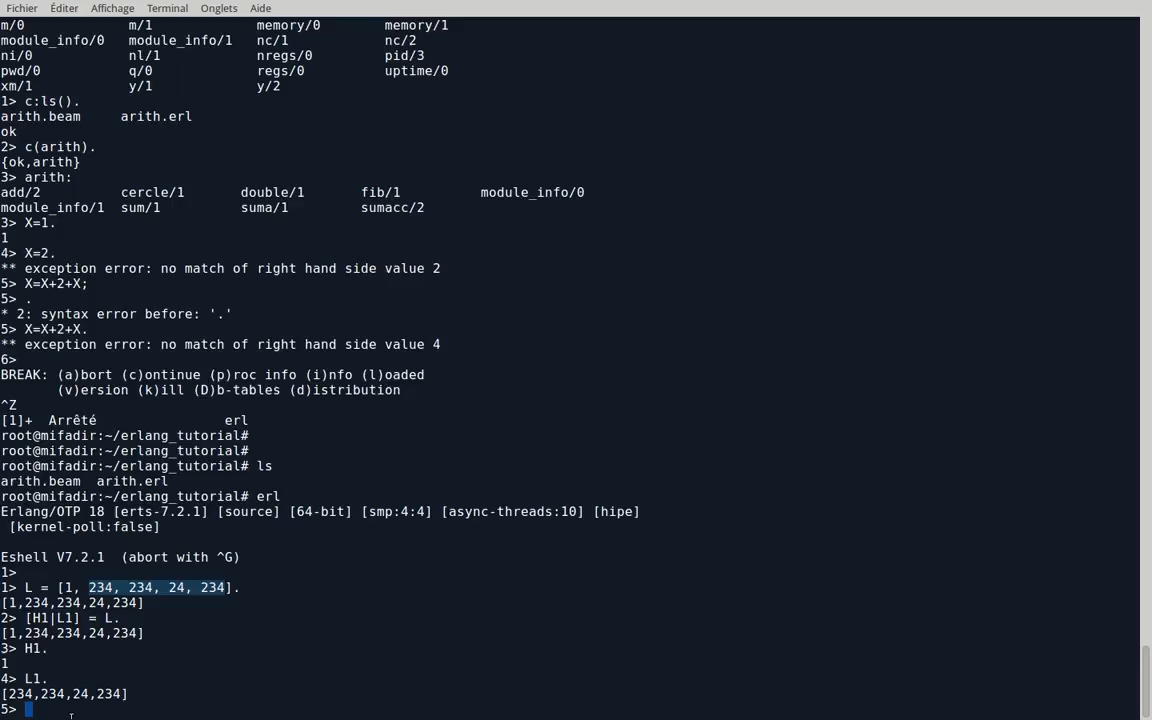 Fichier Éditer Affichage Terminal Onglets Aide
m/0 m/1 memory/0 memory/1
module_info/0 module_info/1 nc/1 nc/2
ni/0 nl/1 nregs/0 pid/3
pwd/0 q/0 regs/0 uptime/0
xm/1 y/1 y/2
1> c:ls().
arith.beam arith.erl
ok
2> c(arith).
{ok,arith}
3> arith:
add/2 cercle/1 double/1 fib/1 module_info/0
module_info/1 sum/1 suma/1 sumacc/2
3> X=1.
1
4> X=2.
** exception error: no match of right hand side value 2
5> X=X+2+X;
5> .
* 2: syntax error before: '.'
5> X=X+2+X.
** exception error: no match of right hand side value 4
6>
BREAK: (a)bort (c)ontinue (p)roc info (i)nfo (l)oaded
(v)ersion (k)ill (D)b-tables (d)istribution
^Z
[1]+ Arrêté erl
root@mifadir:~/erlang_tutorial#
root@mifadir:~/erlang_tutorial#
root@mifadir:~/erlang_tutorial# ls
arith.beam arith.erl
root@mifadir:~/erlang_tutorial# erl
Erlang/OTP 18 [erts-7.2.1] [source] [64-bit] [smp:4:4] [async-threads:10] [hipe]
[kernel-poll:false]
Eshell V7.2.1 (abort with ^G)
1>
1> L = [1, 234, 234, 24, 234].
[1,234,234,24,234]
2> [H1|L1] = L.
[1,234,234,24,234]
3> H1.
1
4> L1.
[234,234,24,234]
5>